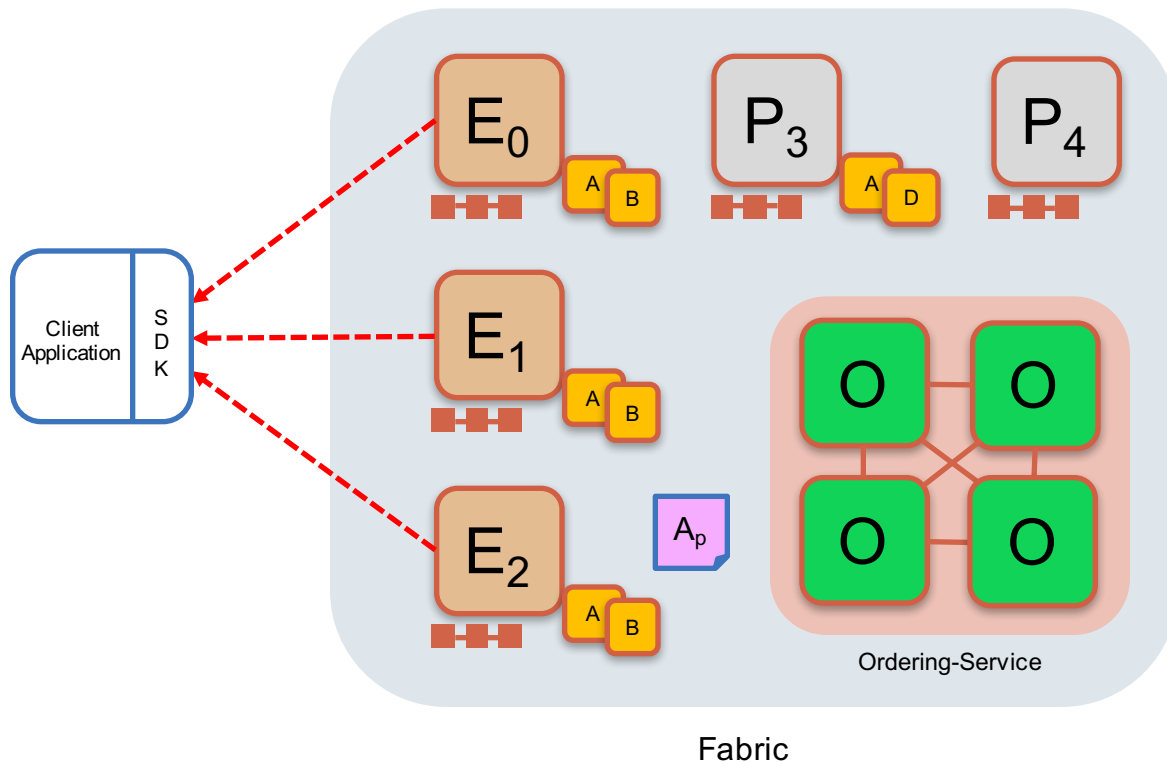 E0
P3
P4
A
B
A
D
Client
Application
S
D
K
E1
A
B
O
O
E2
A
B
Ap
O
O
Ordering-Service
Fabric